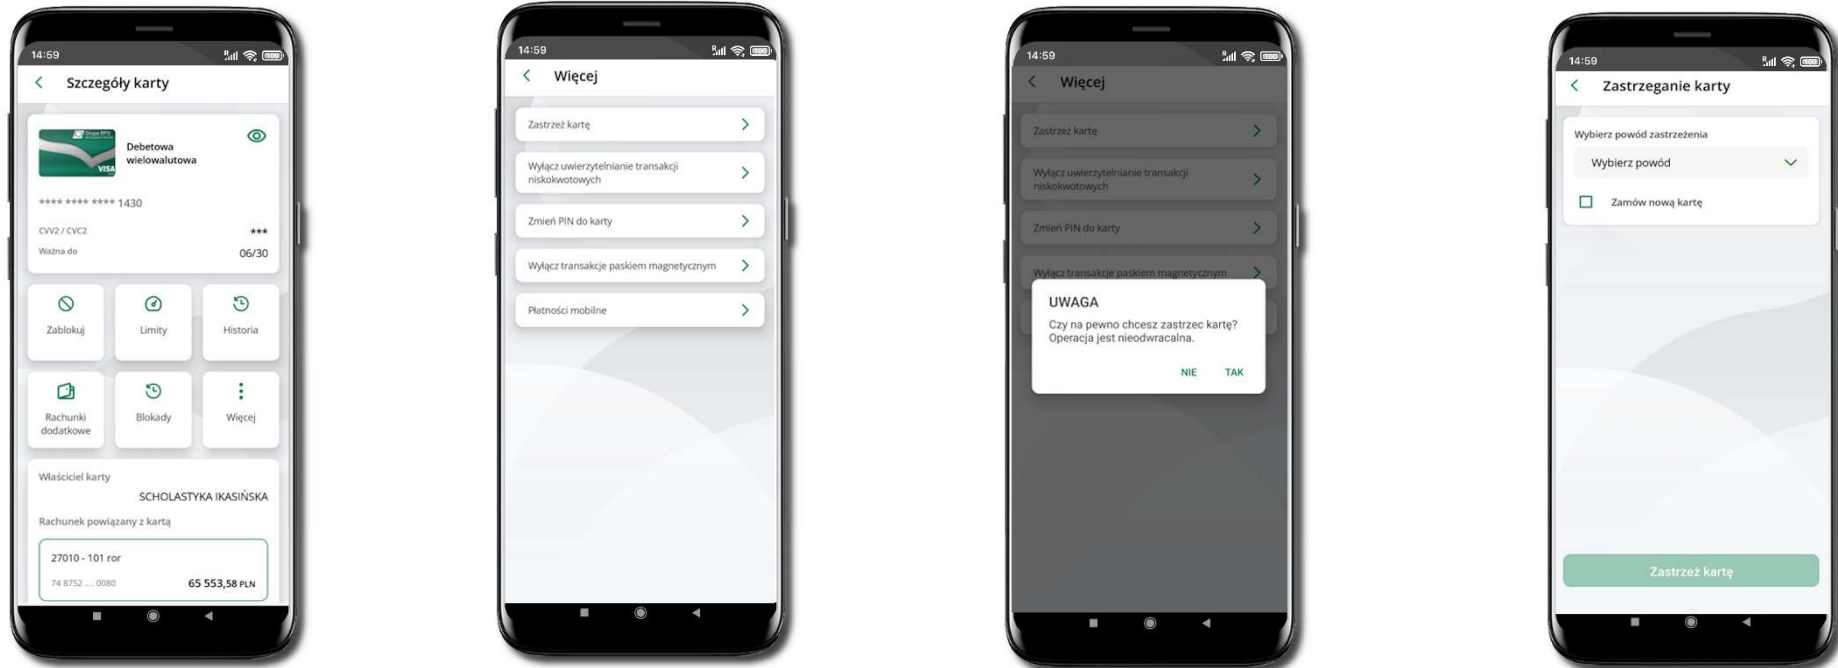 14:59
Szczegóły karty
Grupa BPS
VISA
Debetowa
wielowalutowa
**** **** **** 1430
CVV2 / CVC2
***
Ważna do
06/30
Zablokuj
Limity
Historia
Rachunki
dodatkowe
Blokady
Więcej
Właściciel karty
SCHOLASTYKA IKASIŃSKA
Rachunek powiązany z kartą
27010 - 101 ror
74 8752 .... 0080
65 553,58 PLN
14:59
Więcej
Zastrzeż kartę
Wyłącz uwierzytelnianie transakcji
niskokwotowych
Zmień PIN do karty
Wyłącz transakcje paskiem magnetycznym
Płatności mobilne
14:59
Więcej
Zastrzeż kartę
Wyłącz uwierzytelnianie transakcji
niskokwotowych
Zmień PIN do karty
Wyłącz transakcje paskiem magnetycznym
UWAGA
Czy na pewno chcesz zastrzec kartę?
Operacja jest nieodwracalna.
NIE
TAK
14:59
Zastrzeganie karty
Wybierz powód zastrzeżenia
Wybierz powód
Zamów nową kartę
Zastrzeż kartę